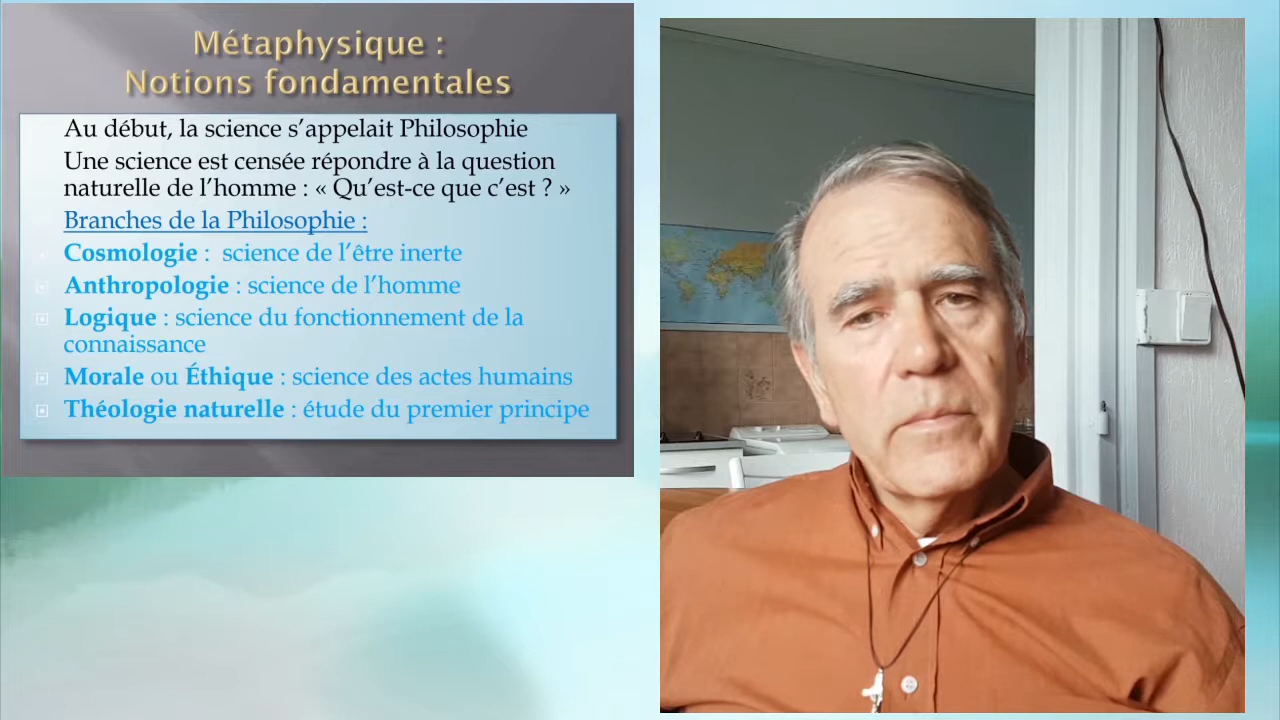 Métaphysique :
Notions fondamentales
Au début, la science s’appelait Philosophie
Une science est censée répondre à la question
naturelle de l’homme : « Qu’est-ce que c’est ? »
Branches de la Philosophie :
Cosmologie : science de l’être inerte
Anthropologie : science de l’homme
Logique : science du fonctionnement de la
connaissance
Morale ou Éthique : science des actes humains
Théologie naturelle : étude du premier principe